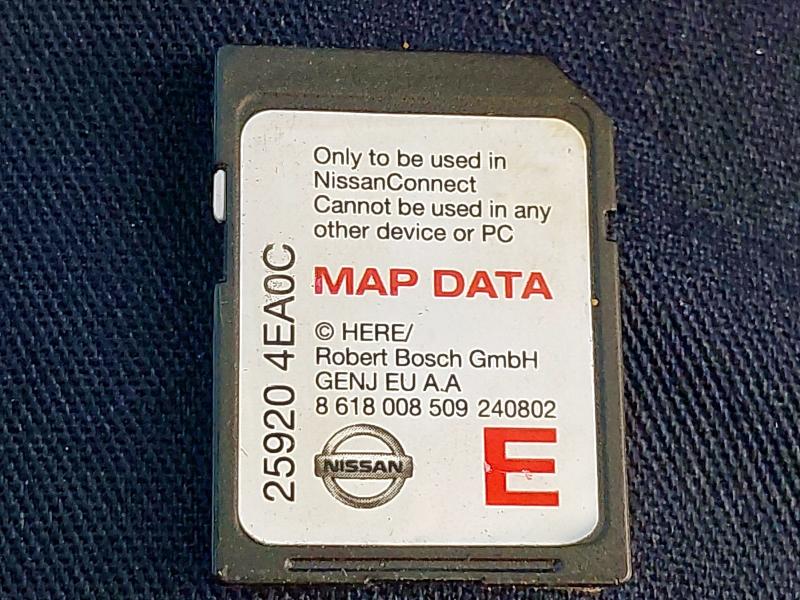 Only to be used in
NissanConnect
Cannot be used in any
other device or PC
MAP DATA
© HERE/
Robert Bosch GmbH
GENJ EU A.A
8 618 008 509 240802
NISSAN
E
25920 4EA0C